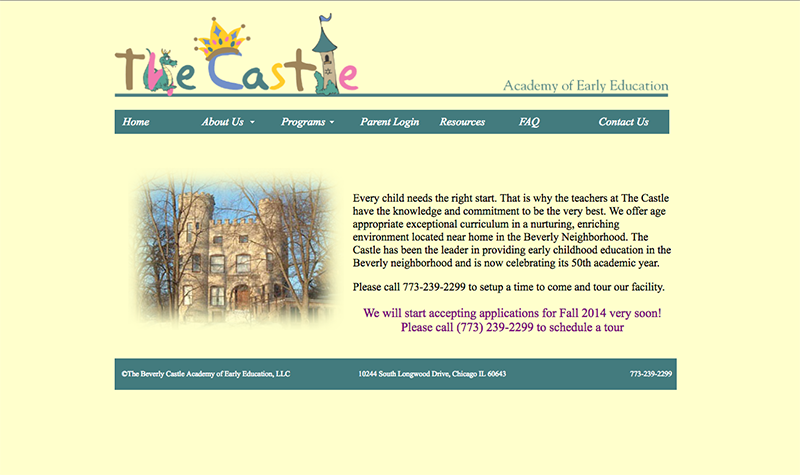 The Castle
Academy of Early Education
Home About Us Programs Parent Login Resources FAQ Contact Us
Every child needs the right start. That is why the teachers at The Castle
have the knowledge and commitment to be the very best. We offer age
appropriate exceptional curriculum in a nurturing, enriching
environment located near home in the Beverly Neighborhood. The
Castle has been the leader in providing early childhood education in the
Beverly neighborhood and is now celebrating its 50th academic year.
Please call 773-239-2299 to setup a time to come and tour our facility.
We will start accepting applications for Fall 2014 very soon!
Please call (773) 239-2299 to schedule a tour
©The Beverly Castle Academy of Early Education, LLC 10244 South Longwood Drive, Chicago IL 60643 773-239-2299